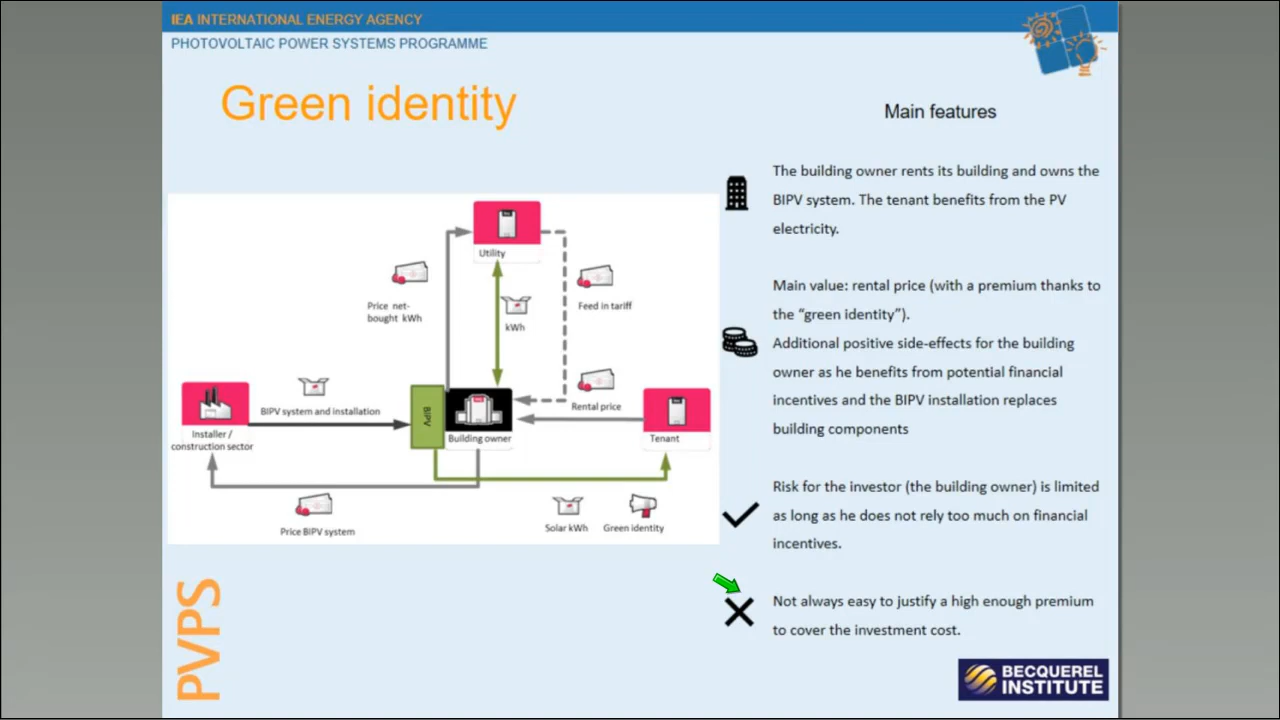 IEA INTERNATIONAL ENERGY AGENCY
PHOTOVOLTAIC POWER SYSTEMS PROGRAMME
Green identity
Main features
The building owner rents its building and owns the
BIPV system. The tenant benefits from the PV
electricity.
Main value: rental price (with a premium thanks to
the “green identity”).
Additional positive side-effects for the building
owner as he benefits from potential financial
incentives and the BIPV installation replaces
building components
Risk for the investor (the building owner) is limited
as long as he does not rely too much on financial
incentives.
Not always easy to justify a high enough premium
to cover the investment cost.
Utility
Price net-
bought kWh
kWh
Feed in tariff
BIPV system and installation
BIPV
Building owner
Rental price
Tenant
Installer /
construction sector
Price BIPV system
Solar kWh
Green identity
PVPS
BECQUEREL
INSTITUTE